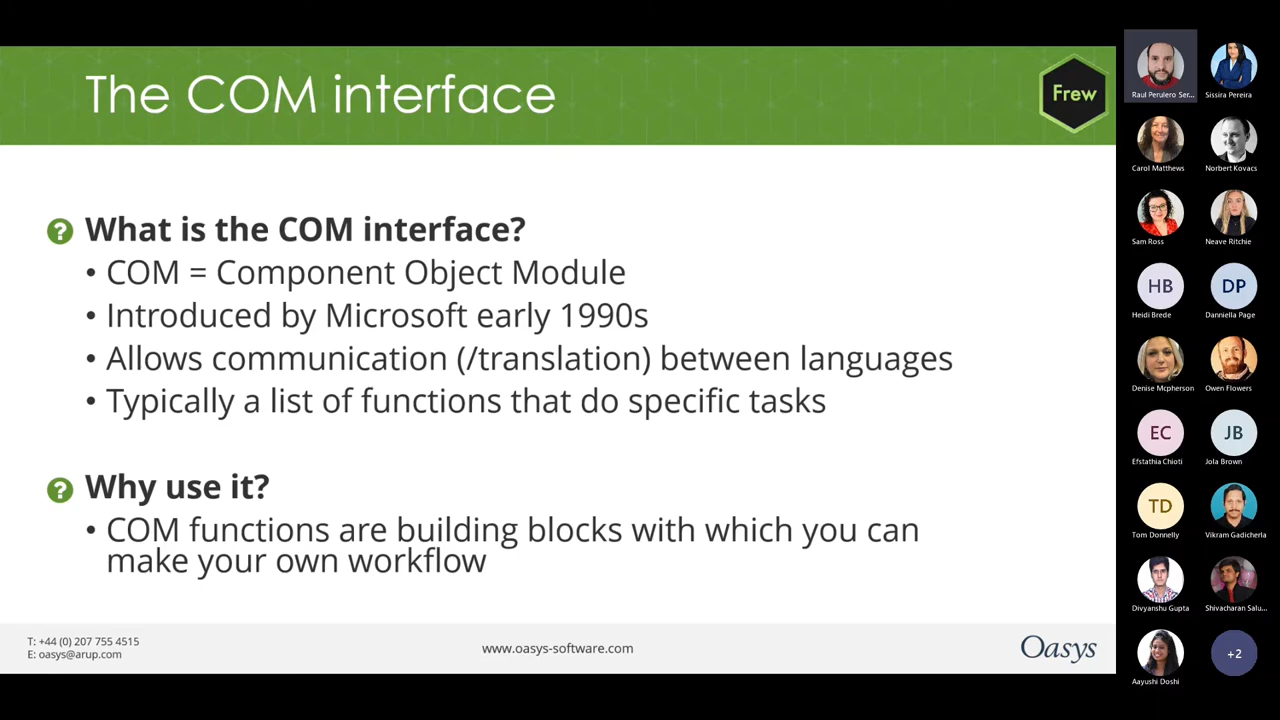 The COM interface
Frew
? What is the COM interface?
• COM = Component Object Module
• Introduced by Microsoft early 1990s
• Allows communication (/translation) between languages
• Typically a list of functions that do specific tasks
? Why use it?
• COM functions are building blocks with which you can
make your own workflow
T: +44 (0) 207 755 4515
E: oasys@arup.com
www.oasys-software.com
Oasys
Raul Perulero Ser...
Sissira Pereira
Carol Matthews
Norbert Kovacs
Sam Ross
Neave Ritchie
HB
DP
Heidi Brede
Danniella Page
Denise Mcpherson
Owen Flowers
EC
JB
Efstathia Chioti
Jola Brown
TD
Tom Donnelly
Vikram Gadicherla
Divyanshu Gupta
Shivacharan Salu...
+2
Aayushi Doshi